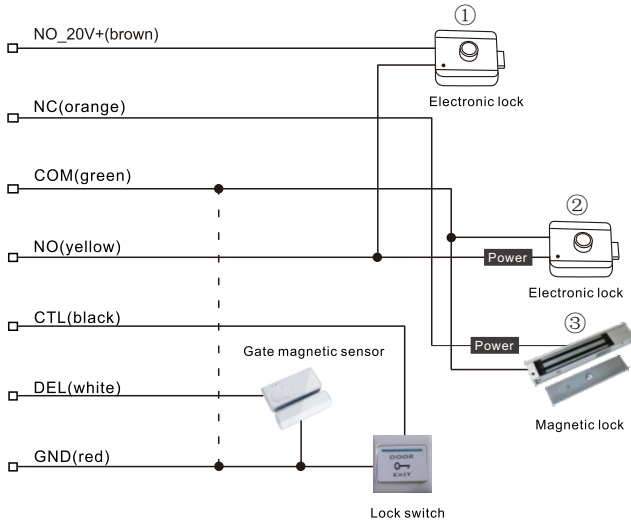 ①
NO_20V+(brown)
Electronic lock
NC(orange)
COM(green)
②
NO(yellow)
Power
Electronic lock
CTL(black)
③
Power
Gate magnetic sensor
DEL(white)
Magnetic lock
GND(red)
DOOR
EXIT
Lock switch